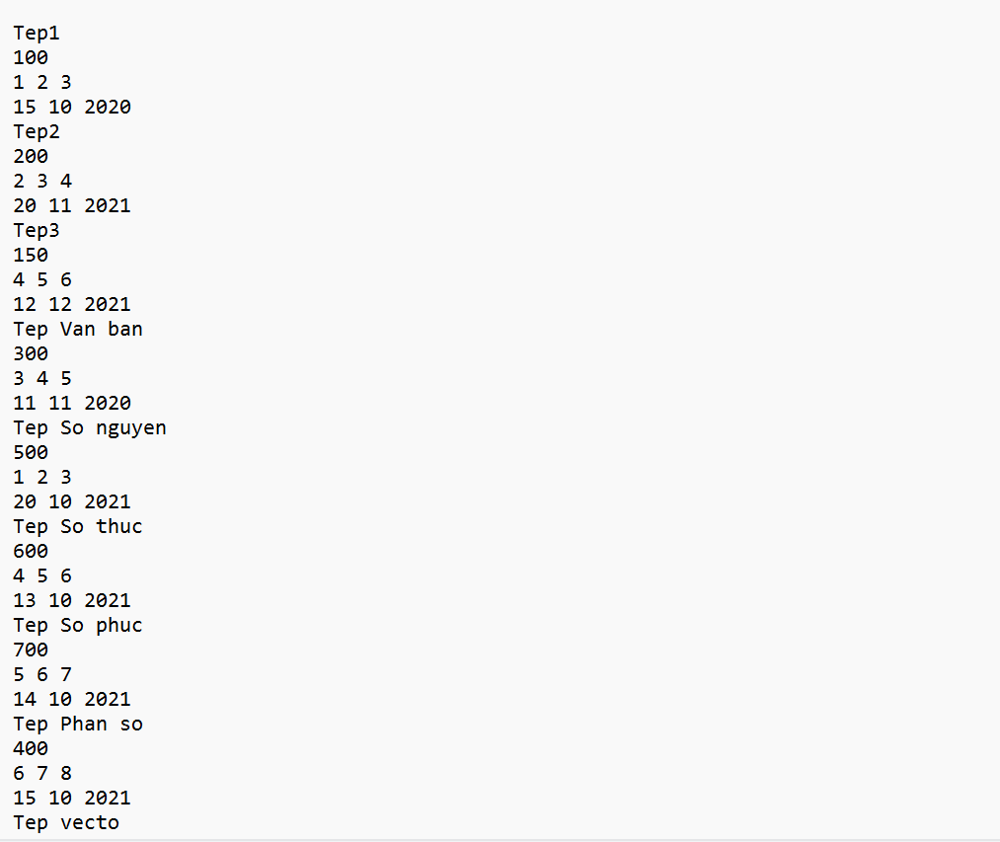 Tep1
100
1 2 3
15 10 2020
Tep2
200
2 3 4
20 11 2021
Tep3
150
4 5 6
12 12 2021
Tep Van ban
300
3 4 5
11 11 2020
Tep So nguyen
500
1 2 3
20 10 2021
Tep So thuc
600
4 5 6
13 10 2021
Tep So phuc
700
5 6 7
14 10 2021
Tep Phan so
400
6 7 8
15 10 2021
Tep vecto